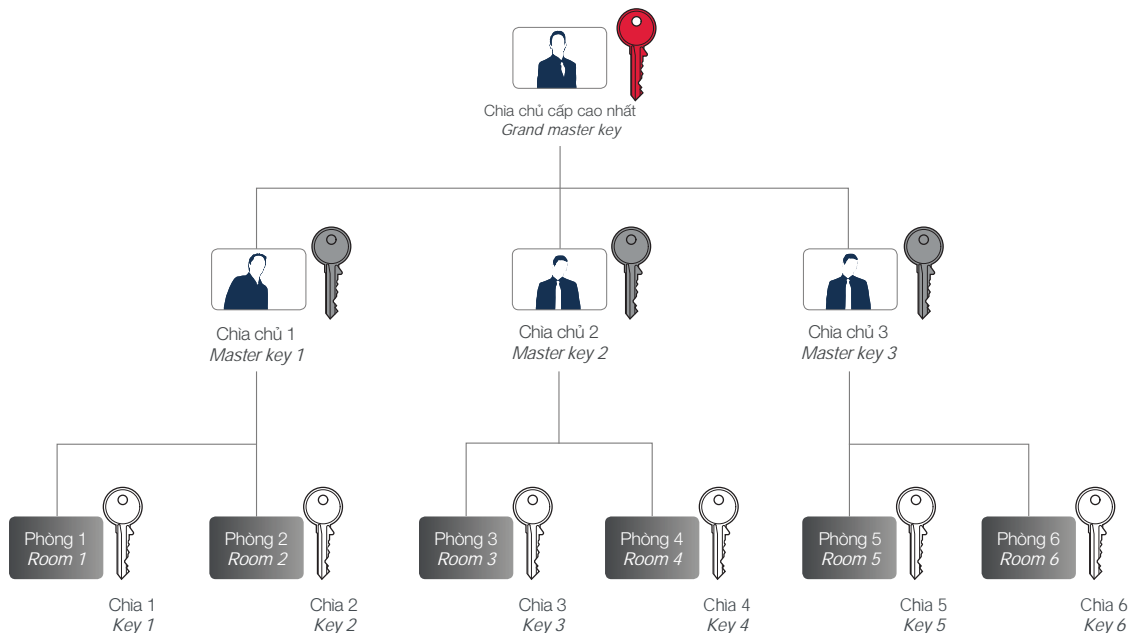 Chìa chủ cấp cao nhất
Grand master key
Chìa chủ 1
Master key 1
Chìa chủ 2
Master key 2
Chìa chủ 3
Master key 3
Phòng 1
Room 1
Phòng 2
Room 2
Phòng 3
Room 3
Phòng 4
Room 4
Phòng 5
Room 5
Phòng 6
Room 6
Chìa 1
Key 1
Chìa 2
Key 2
Chìa 3
Key 3
Chìa 4
Key 4
Chìa 5
Key 5
Chìa 6
Key 6